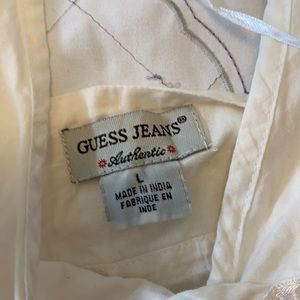 GUESS JEANS®
Authentic
L
MADE IN INDIA
FABRIQUE EN
INDE